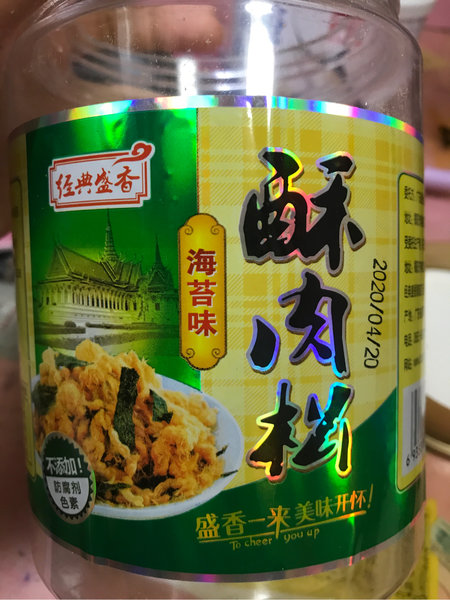 经典盛香
海苔味
酥肉松
2020/04/20
不添加!
防腐剂
色素
盛香一来 美味开怀!
To cheer you up